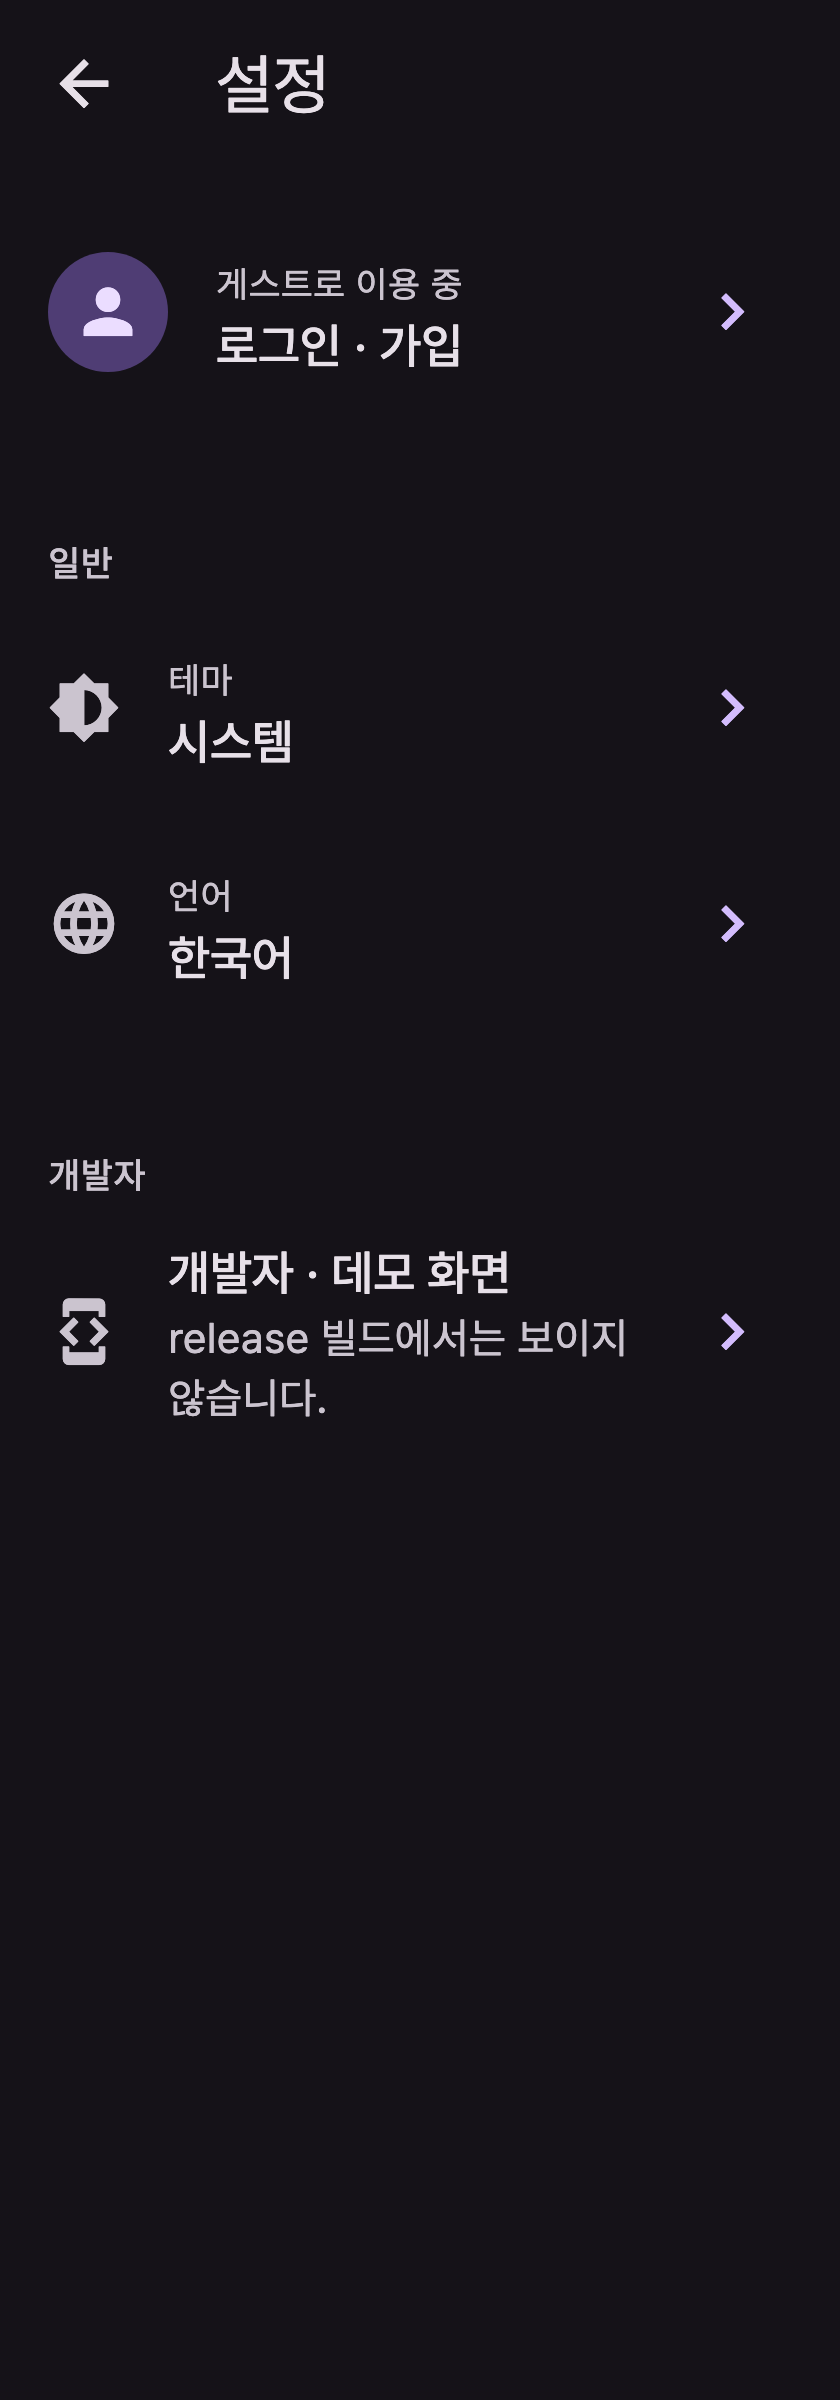 설정
게스트로 이용 중
로그인 · 가입
일반
테마
시스템
언어
한국어
개발자
개발자 · 데모 화면
release 빌드에서는 보이지
않습니다.